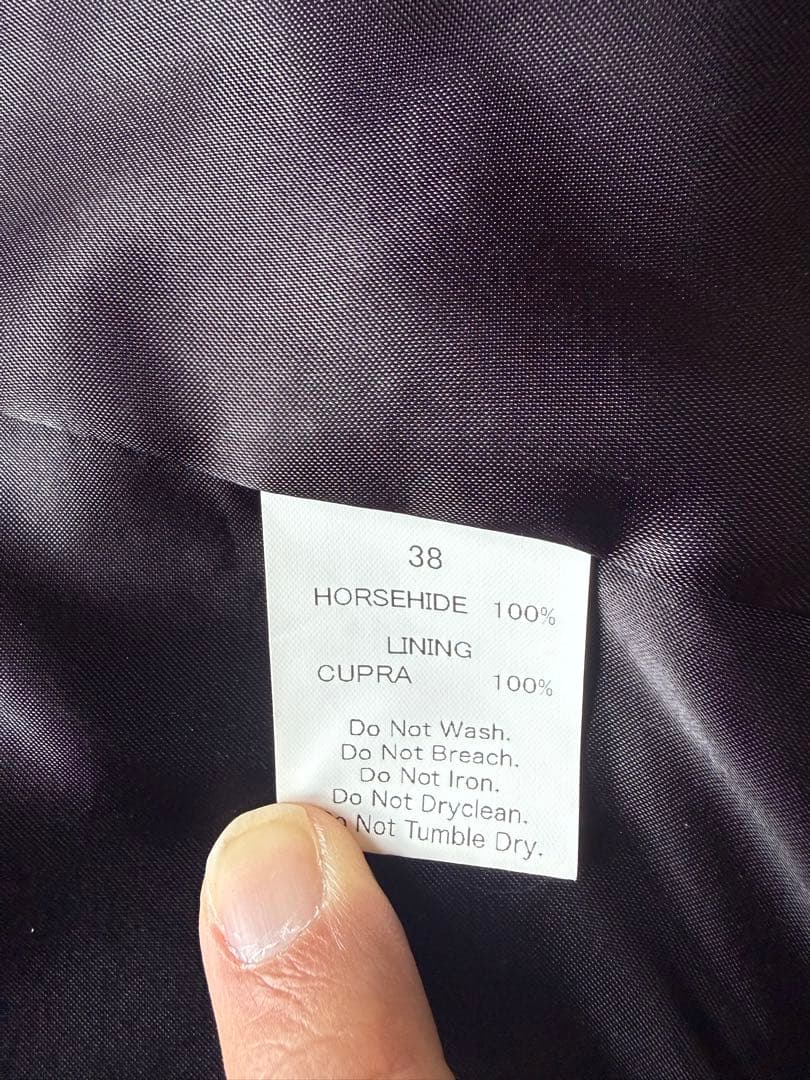 38
HORSEHIDE 100%
LINING
CUPRA 100%
Do Not Wash.
Do Not Breach.
Do Not Iron.
Do Not Dryclean.
Not Tumble Dry.